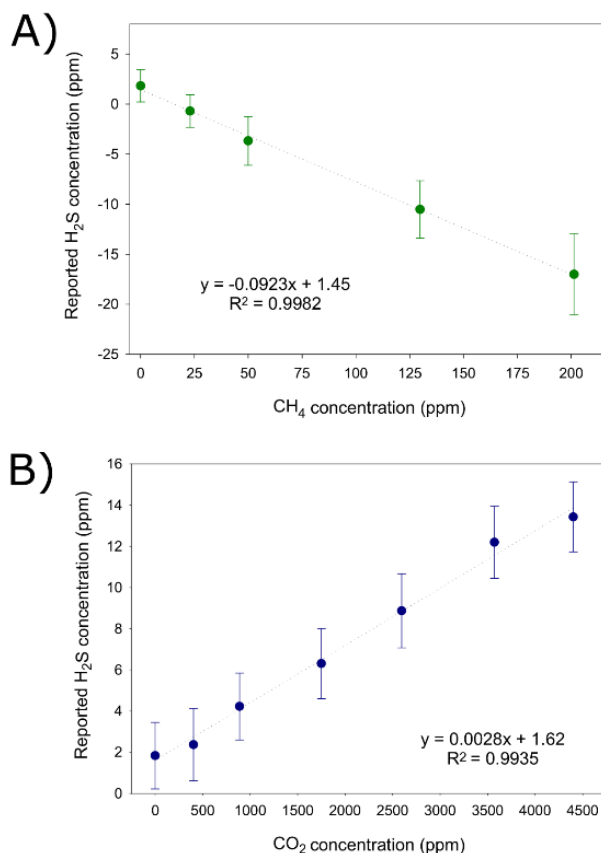 A)
Reported H₂S concentration (ppm)
5
0
-5
-10
-15
-20
-25
y = -0.0923x + 1.45
R² = 0.9982
0 25 50 75 100 125 150 175 200
CH₄ concentration (ppm)
B)
Reported H₂S concentration (ppm)
16
14
12
10
8
6
4
2
0
y = 0.0028x + 1.62
R² = 0.9935
0 500 1000 1500 2000 2500 3000 3500 4000 4500
CO₂ concentration (ppm)